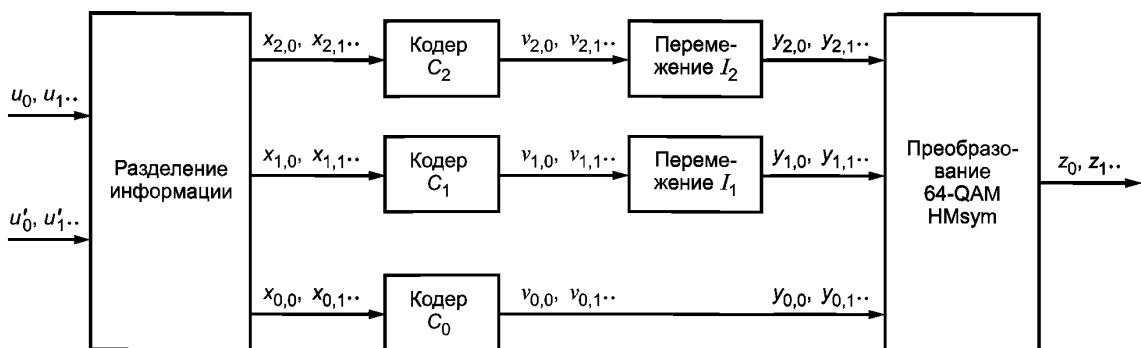 u₀, u₁..
u′₀, u′₁..
Разделение
информации
x₂,₀, x₂,₁..
Кодер
C₂
v₂,₀, v₂,₁..
Переме-
жение I₂
y₂,₀, y₂,₁..
x₁,₀, x₁,₁..
Кодер
C₁
v₁,₀, v₁,₁..
Переме-
жение I₁
y₁,₀, y₁,₁..
x₀,₀, x₀,₁..
Кодер
C₀
v₀,₀, v₀,₁..
y₀,₀, y₀,₁..
Преобразо-
вание
64-QAM
HMsym
z₀, z₁..